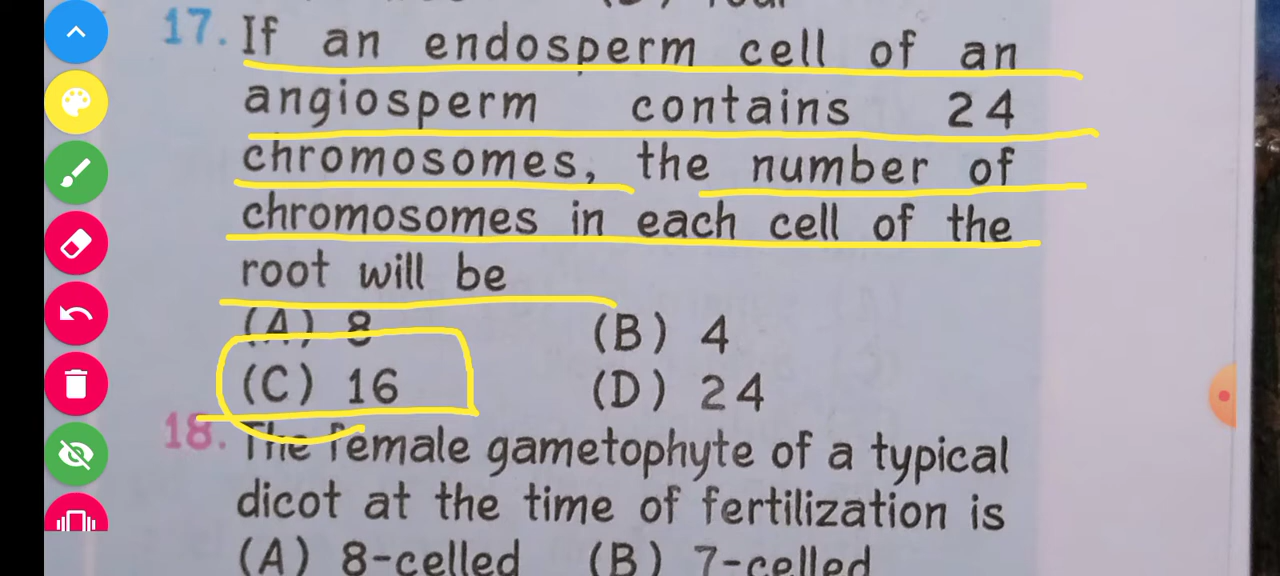 17. If an endosperm cell of an
angiosperm contains 24
chromosomes, the number of
chromosomes in each cell of the
root will be
(A) 8 (B) 4
(C) 16 (D) 24
18. The female gametophyte of a typical
dicot at the time of fertilization is
(A) 8-celled (B) 7-celled